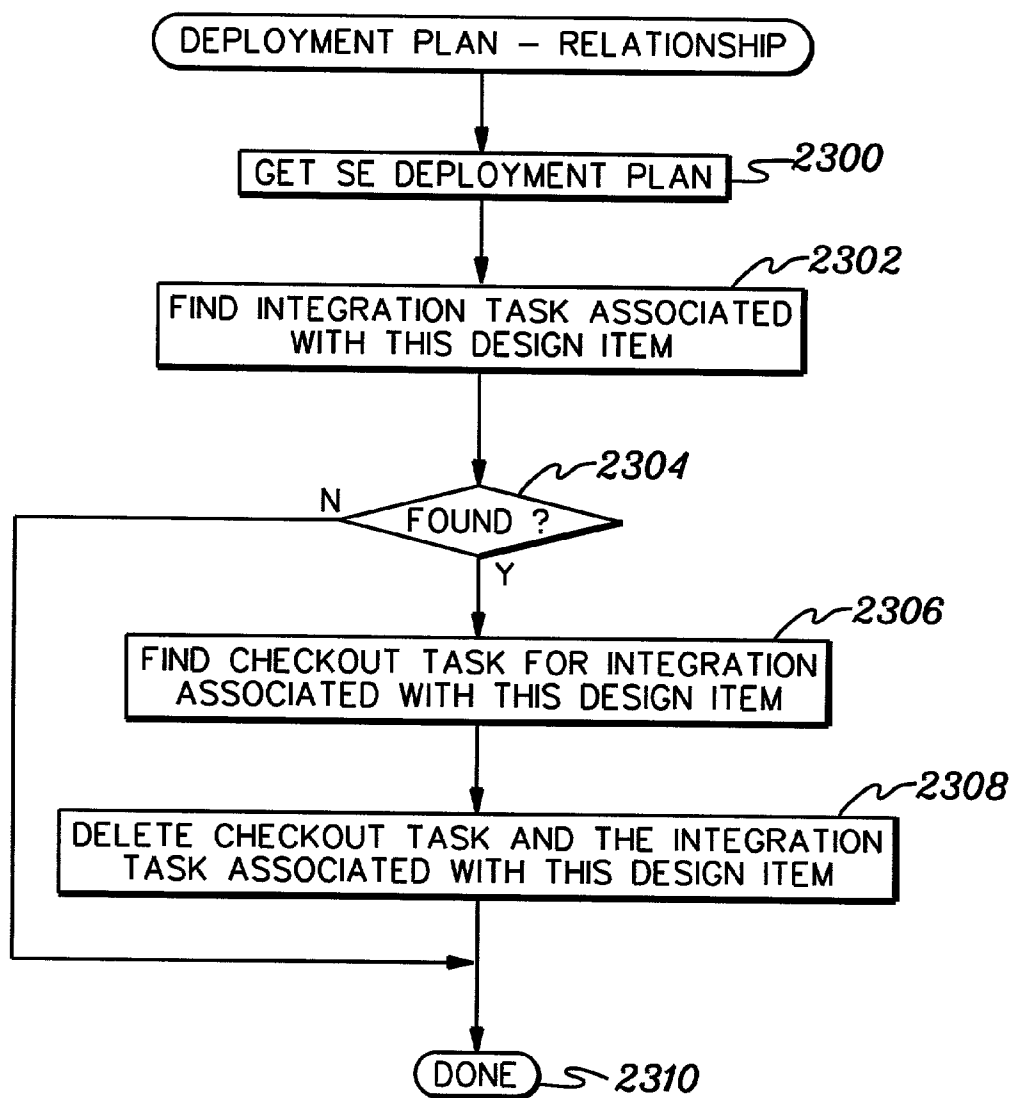 DEPLOYMENT PLAN – RELATIONSHIP
GET SE DEPLOYMENT PLAN
2300
2302
FIND INTEGRATION TASK ASSOCIATED
WITH THIS DESIGN ITEM
2304
N
FOUND ?
Y
2306
FIND CHECKOUT TASK FOR INTEGRATION
ASSOCIATED WITH THIS DESIGN ITEM
2308
DELETE CHECKOUT TASK AND THE INTEGRATION
TASK ASSOCIATED WITH THIS DESIGN ITEM
DONE
2310